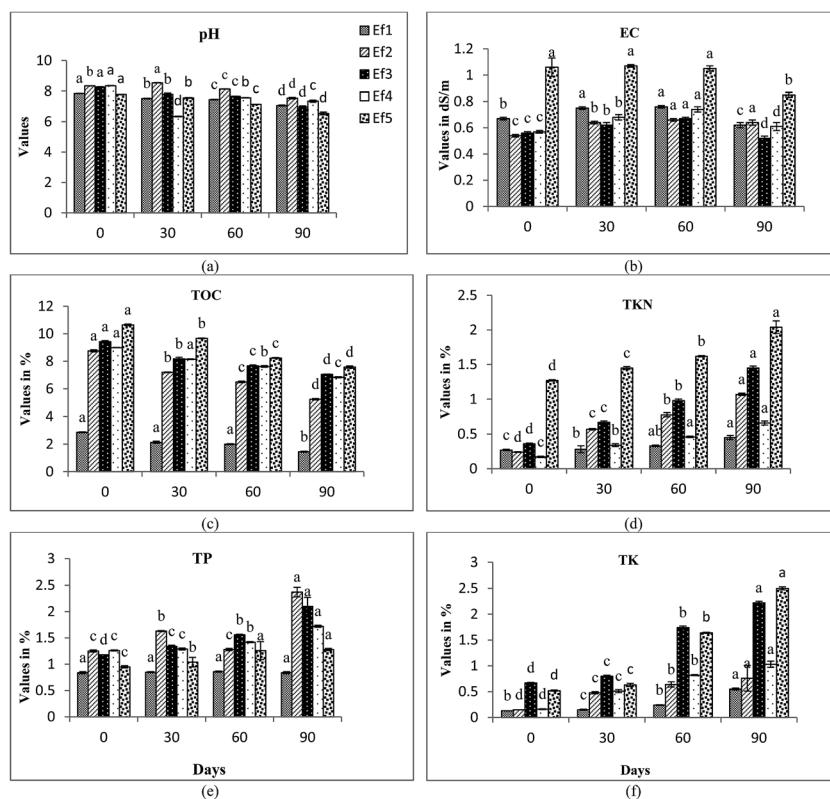 pH
Ef1
Ef2
Ef3
Ef4
Ef5
Values
10
8
6
4
2
0
a b a a a
b a b d b
c c c b c
d d d c d
0 30 60 90
(a)
EC
Values in dS/m
1.2
1
0.8
0.6
0.4
0.2
0
b c c c a
a b b b a
a a a a a
c a d c b
0 30 60 90
(b)
TOC
Values in %
12
10
8
6
4
2
0
a a a a a
a b b b b
a c c b c
b d d c d
0 30 60 90
(c)
TKN
Values in %
2.5
2
1.5
1
0.5
0
c d c c d
b c c b c
ab b b a b
a a a a a
0 30 60 90
(d)
TP
Values in %
3
2.5
2
1.5
1
0.5
0
a c d c c
a b c c b
a c b b a
a a a a a
0 30 60 90
Days
(e)
TK
Values in %
3
2.5
2
1.5
1
0.5
0
b d d d d
c c c c c
b b b b b
a a a a a
0 30 60 90
Days
(f)